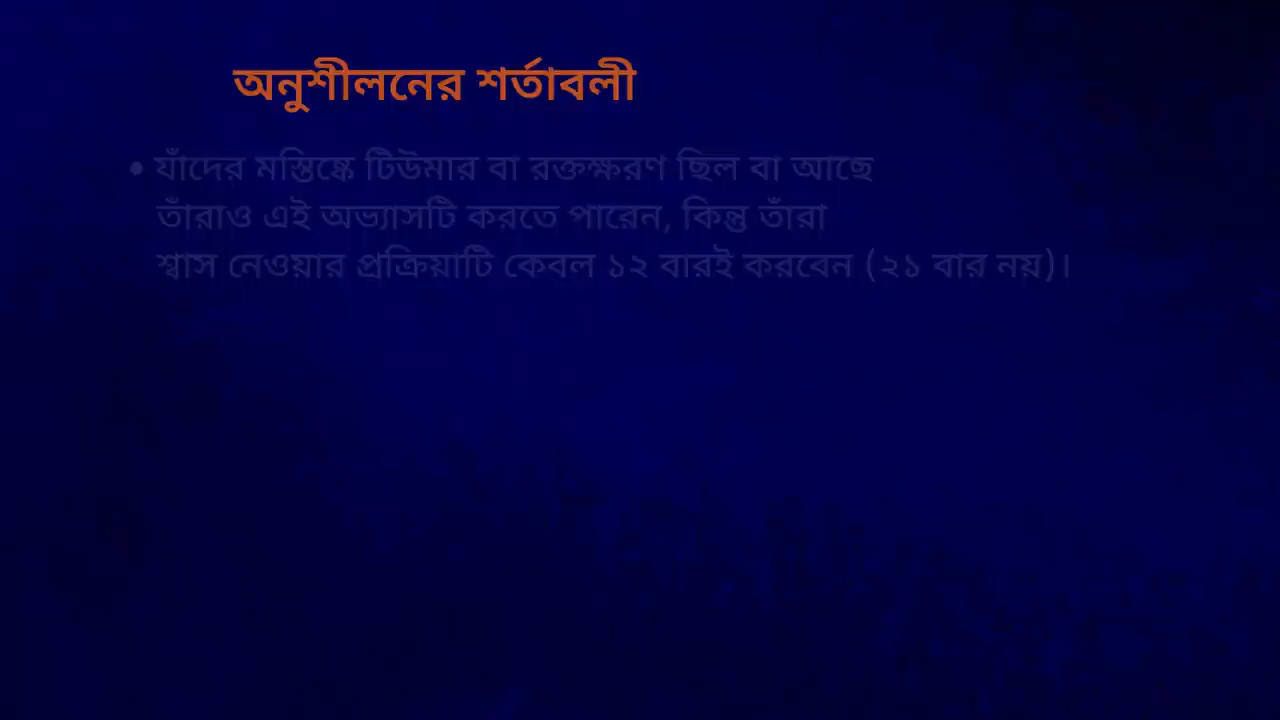 অনুশীলনের শর্তাবলী
• যাঁদের মস্তিষ্কে টিউমার বা রক্তক্ষরণ ছিল বা আছে
তাঁরাও এই অভ্যাসটি করতে পারেন, কিন্তু তাঁরা
শ্বাস নেওয়ার প্রক্রিয়াটি কেবল ১২ বারই করবেন (২১ বার নয়)।